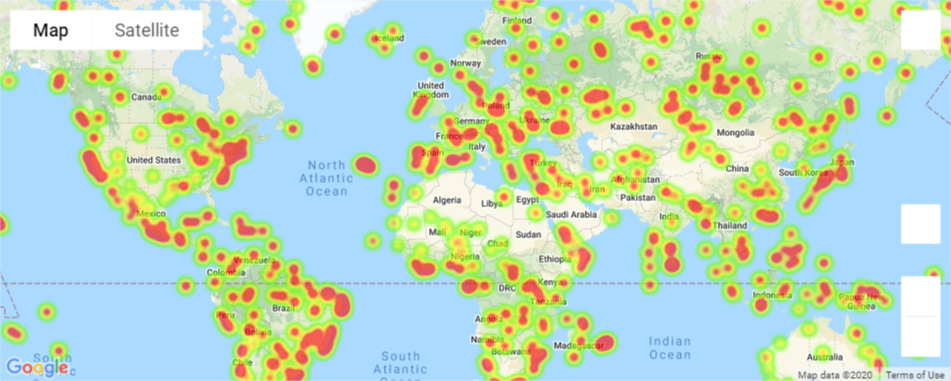 Map
Satellite
Iceland
Finland
Sweden
Norway
Russia
Canada
United
Kingdom
Poland
Germany
Ukraine
France
Kazakhstan
Mongolia
Italy
Spain
United States
North
Atlantic
Ocean
Turkey
China
Japan
South Korea
Iraq
Iran
Afghanistan
Pakistan
Algeria
Libya
Egypt
Saudi Arabia
India
Mexico
Mali
Niger
Chad
Sudan
Thailand
Nigeria
Ethiopia
Venezuela
Colombia
DRC
Kenya
Tanzania
Indonesia
Papua New
Guinea
Brazil
Peru
Angola
Bolivia
Namibia
Botswana
Madagascar
Indian
Ocean
Chile
South
Atlantic
Australia
Google
Map data ©2020
Terms of Use